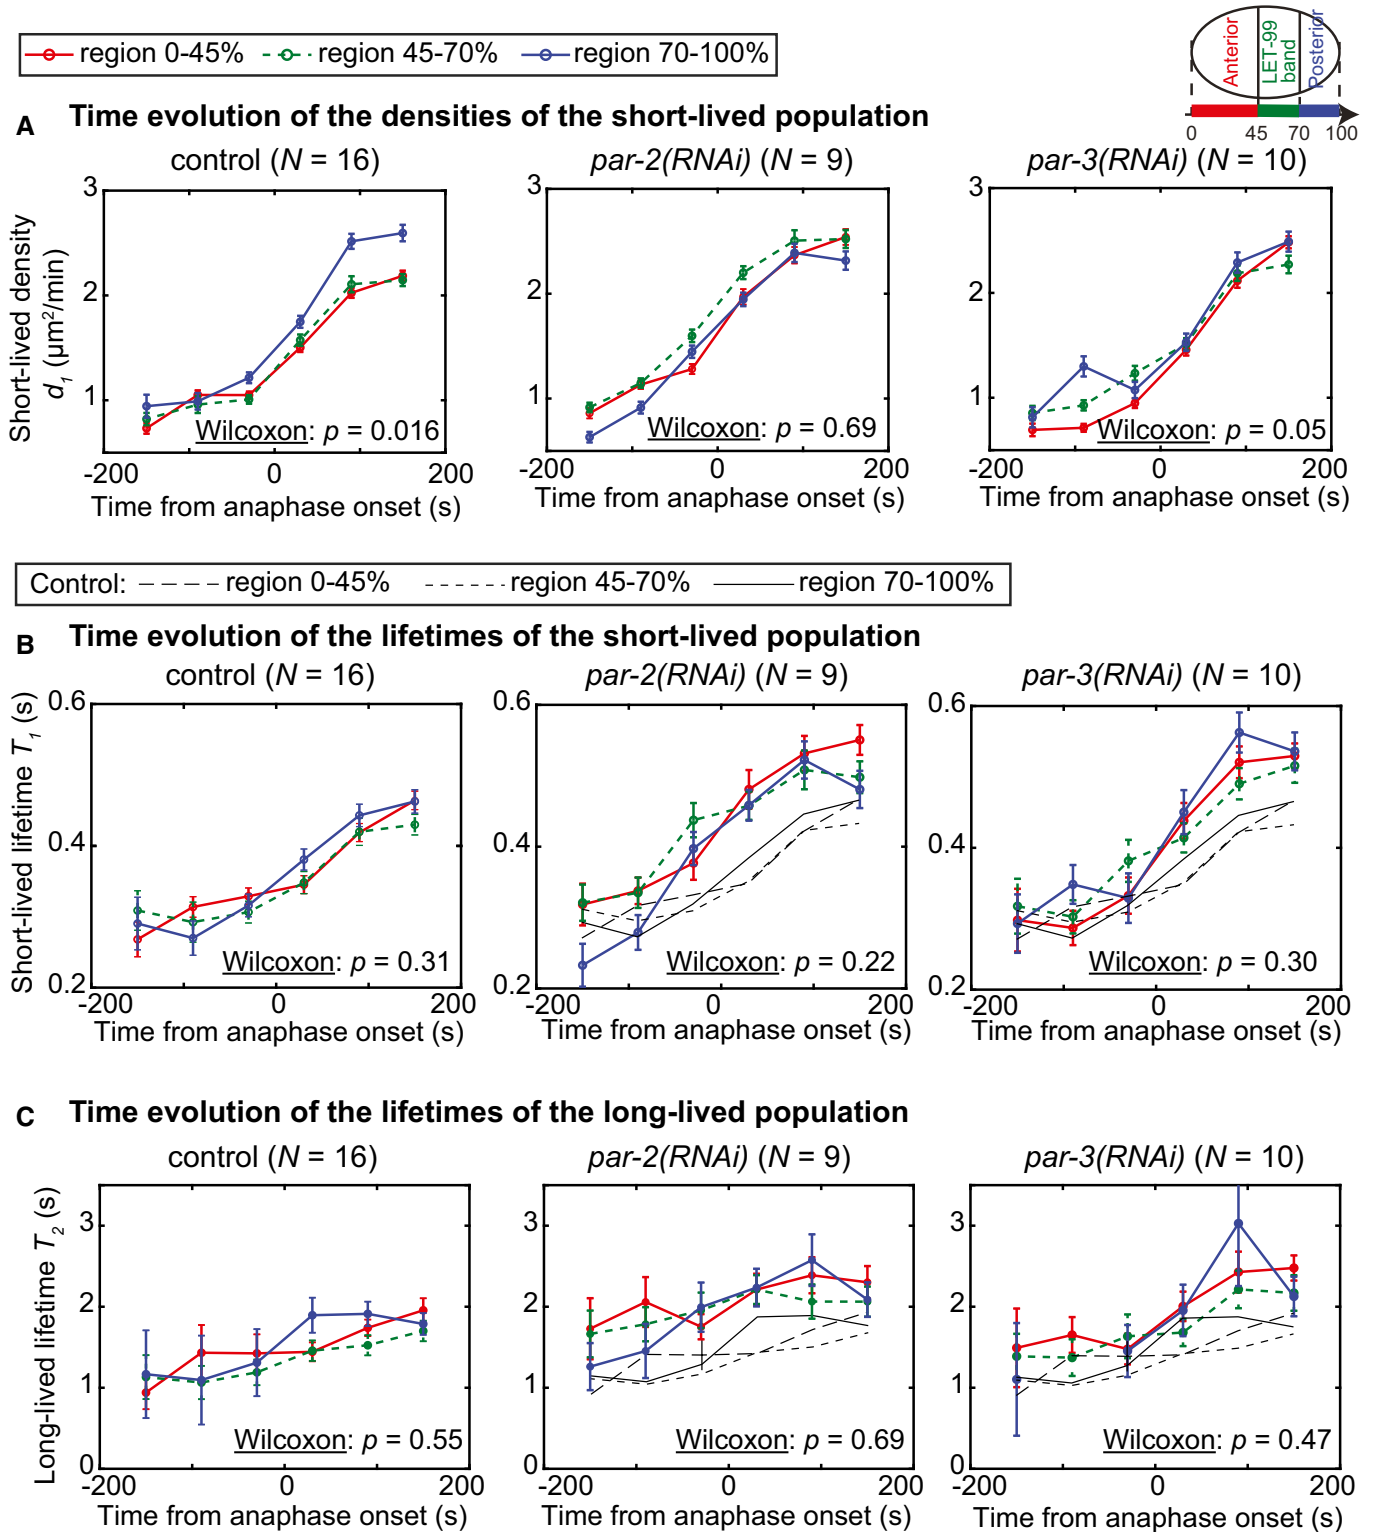 region 0-45% region 45-70% region 70-100%
Anterior
LET-99
band
Posterior
0 45 70 100
A Time evolution of the densities of the short-lived population
control (N = 16) par-2(RNAi) (N = 9) par-3(RNAi) (N = 10)
Short-lived density
d1 (μm²/min)
3
2
1
-200 0 200
Wilcoxon: p = 0.016
Time from anaphase onset (s)
3
2
1
-200 0 200
Wilcoxon: p = 0.69
Time from anaphase onset (s)
3
2
1
-200 0 200
Wilcoxon: p = 0.05
Time from anaphase onset (s)
Control: region 0-45% region 45-70% region 70-100%
B Time evolution of the lifetimes of the short-lived population
control (N = 16) par-2(RNAi) (N = 9) par-3(RNAi) (N = 10)
Short-lived lifetime T1 (s)
0.6
0.4
0.2
-200 0 200
Wilcoxon: p = 0.31
Time from anaphase onset (s)
0.6
0.4
0.2
-200 0 200
Wilcoxon: p = 0.22
Time from anaphase onset (s)
0.6
0.4
0.2
-200 0 200
Wilcoxon: p = 0.30
Time from anaphase onset (s)
C Time evolution of the lifetimes of the long-lived population
control (N = 16) par-2(RNAi) (N = 9) par-3(RNAi) (N = 10)
Long-lived lifetime T2 (s)
3
2
1
0
-200 0 200
Wilcoxon: p = 0.55
Time from anaphase onset (s)
3
2
1
0
-200 0 200
Wilcoxon: p = 0.69
Time from anaphase onset (s)
3
2
1
0
-200 0 200
Wilcoxon: p = 0.47
Time from anaphase onset (s)